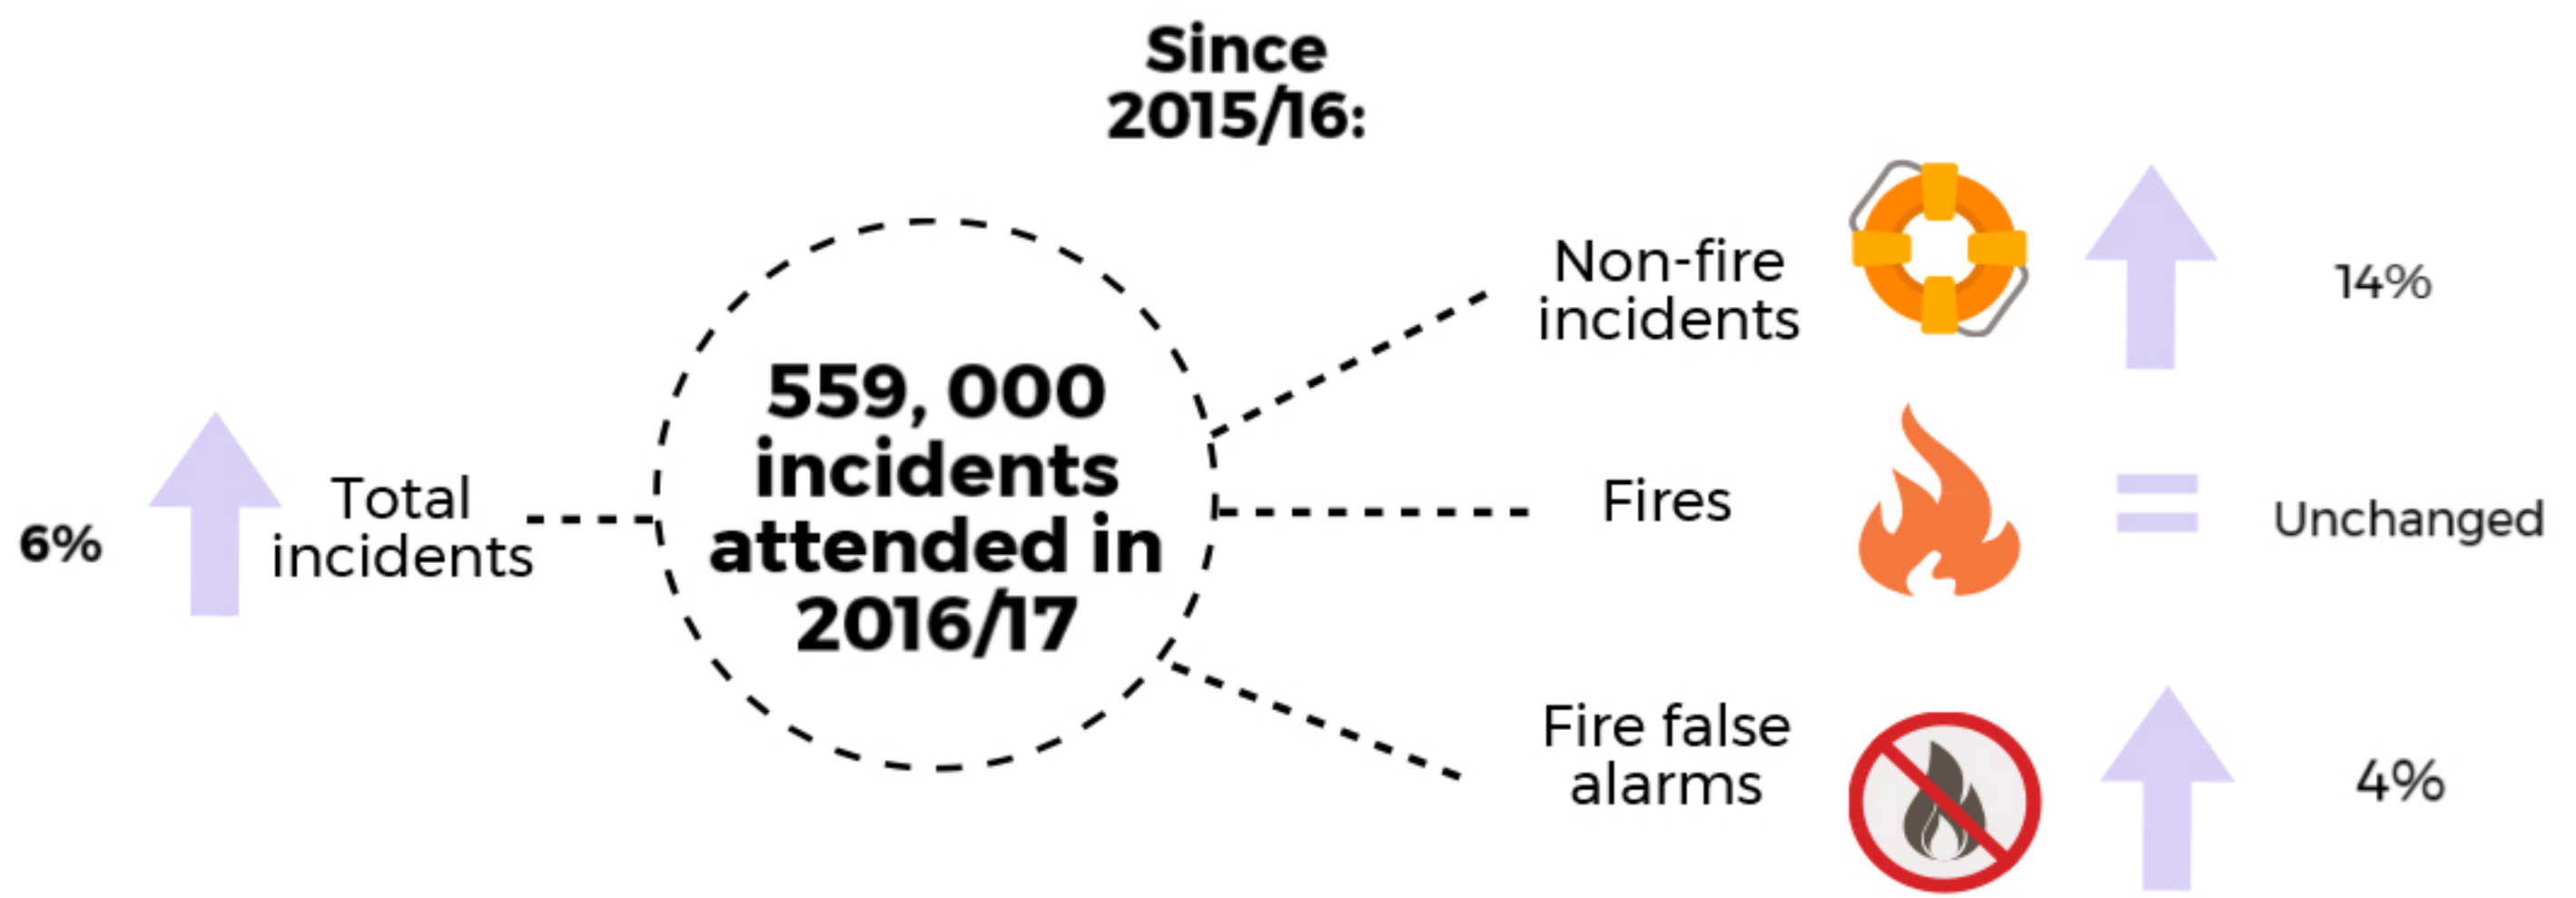 Since
2015/16:
6%
Total
incidents
559, 000
incidents
attended in
2016/17
Non-fire
incidents
14%
Fires
Unchanged
Fire false
alarms
4%